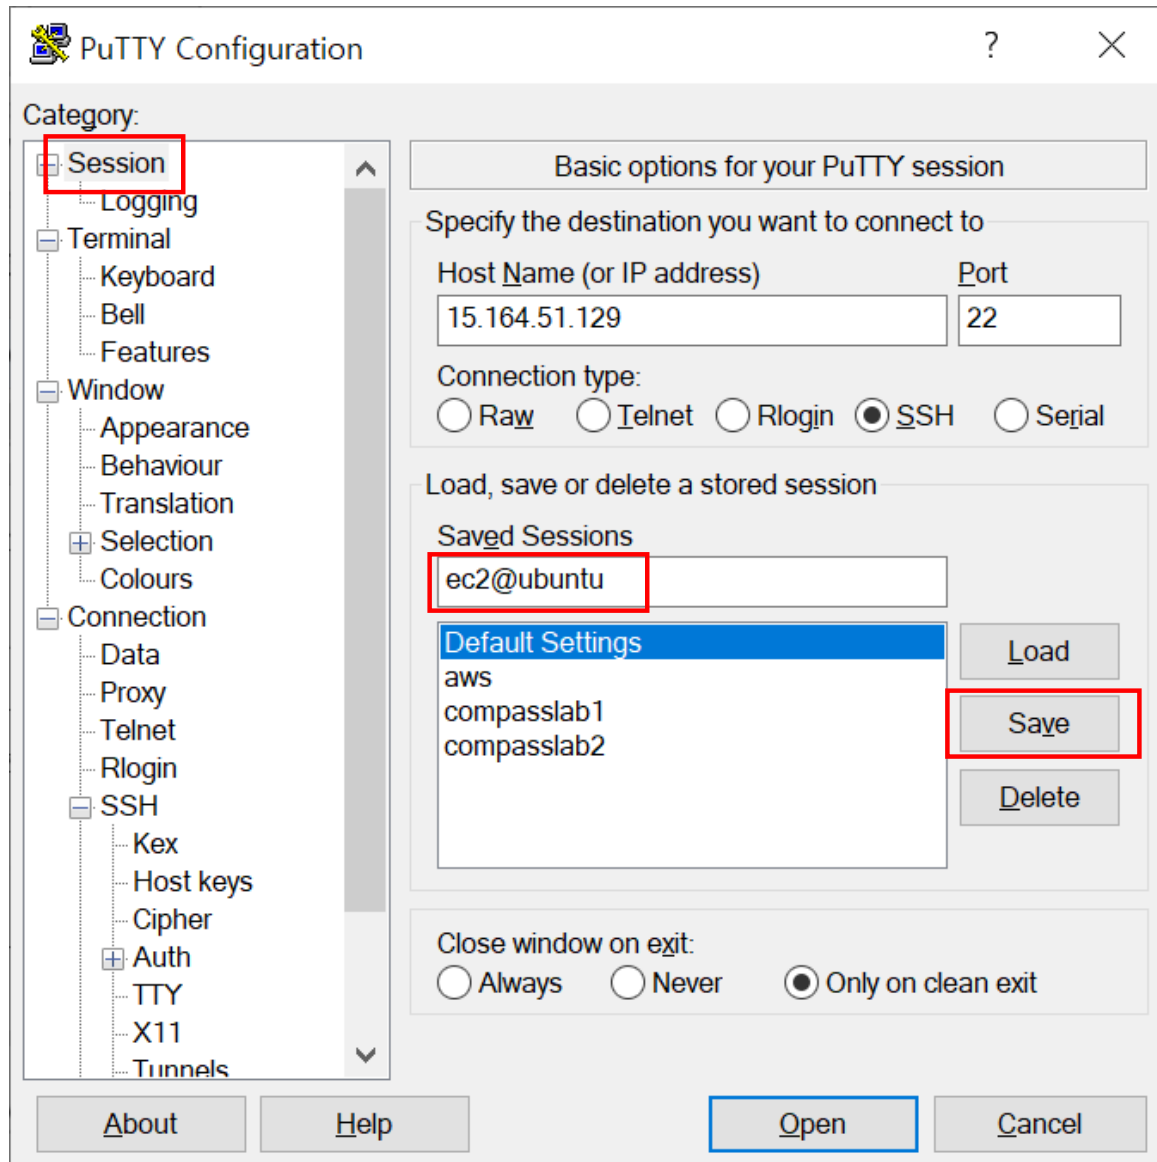 PuTTY Configuration
Category:
Session
Logging
Terminal
Keyboard
Bell
Features
Window
Appearance
Behaviour
Translation
Selection
Colours
Connection
Data
Proxy
Telnet
Rlogin
SSH
Kex
Host keys
Cipher
Auth
TTY
X11
Tunnels
Basic options for your PuTTY session
Specify the destination you want to connect to
Host Name (or IP address) Port
15.164.51.129 22
Connection type:
Raw Telnet Rlogin SSH Serial
Load, save or delete a stored session
Saved Sessions
ec2@ubuntu
Default Settings
aws
compasslab1
compasslab2
Load
Save
Delete
Close window on exit:
Always Never Only on clean exit
About Help Open Cancel